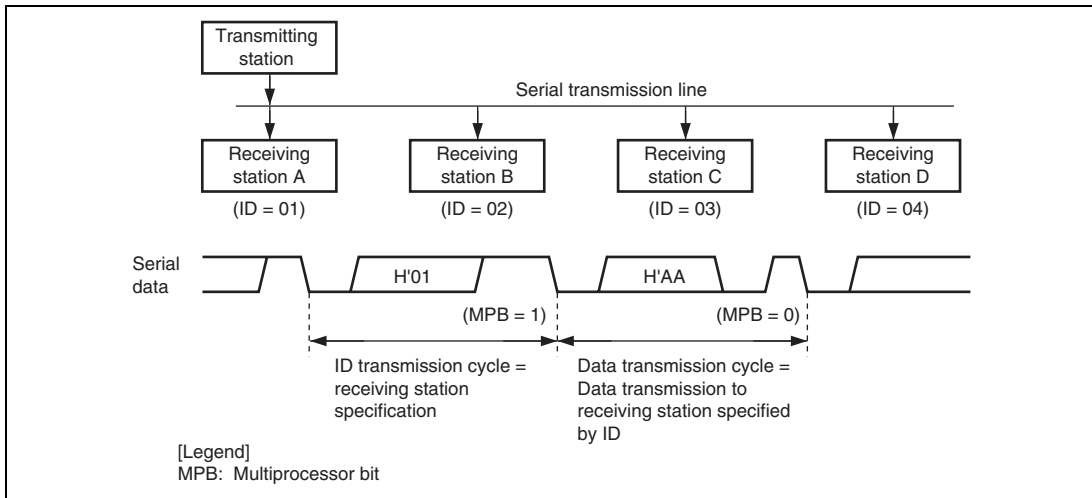 Transmitting
station
Serial transmission line
Receiving
station A
Receiving
station B
Receiving
station C
Receiving
station D
(ID = 01)
(ID = 02)
(ID = 03)
(ID = 04)
Serial
data
H'01
H'AA
(MPB = 1)
(MPB = 0)
ID transmission cycle =
receiving station
specification
Data transmission cycle =
Data transmission to
receiving station specified
by ID
[Legend]
MPB: Multiprocessor bit